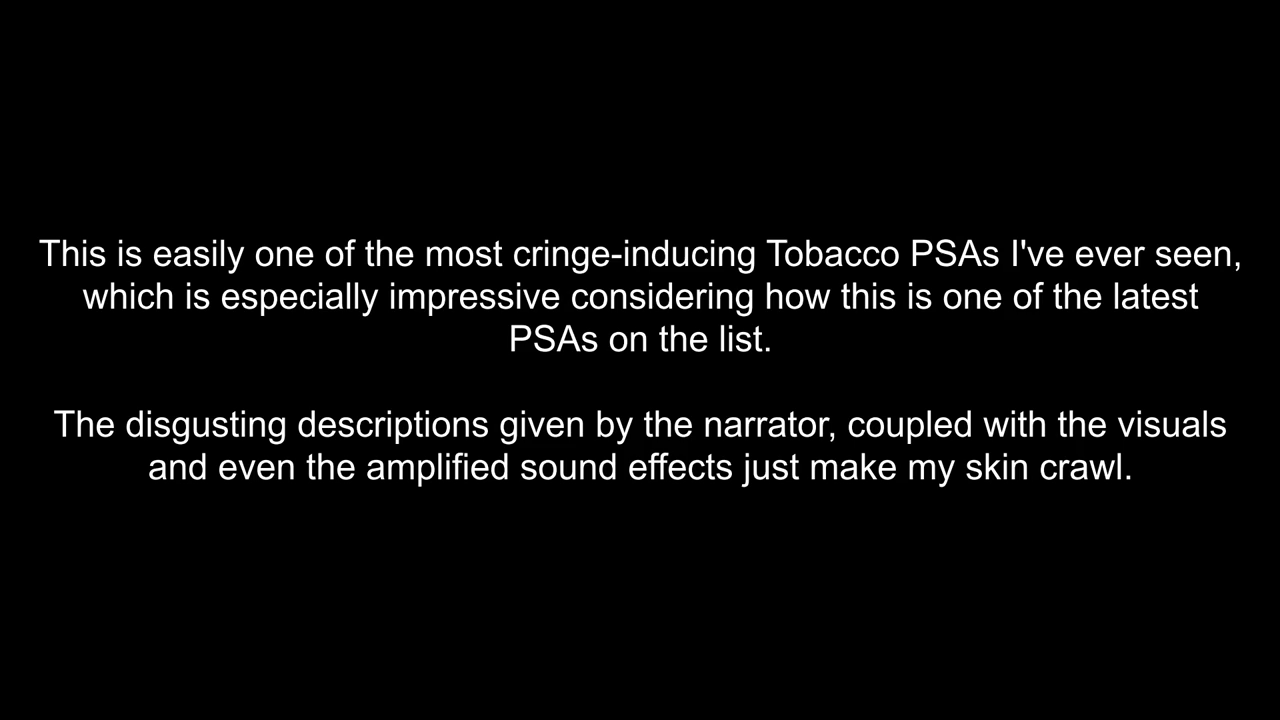 This is easily one of the most cringe-inducing Tobacco PSAs I've ever seen,
which is especially impressive considering how this is one of the latest
PSAs on the list.
The disgusting descriptions given by the narrator, coupled with the visuals
and even the amplified sound effects just make my skin crawl.